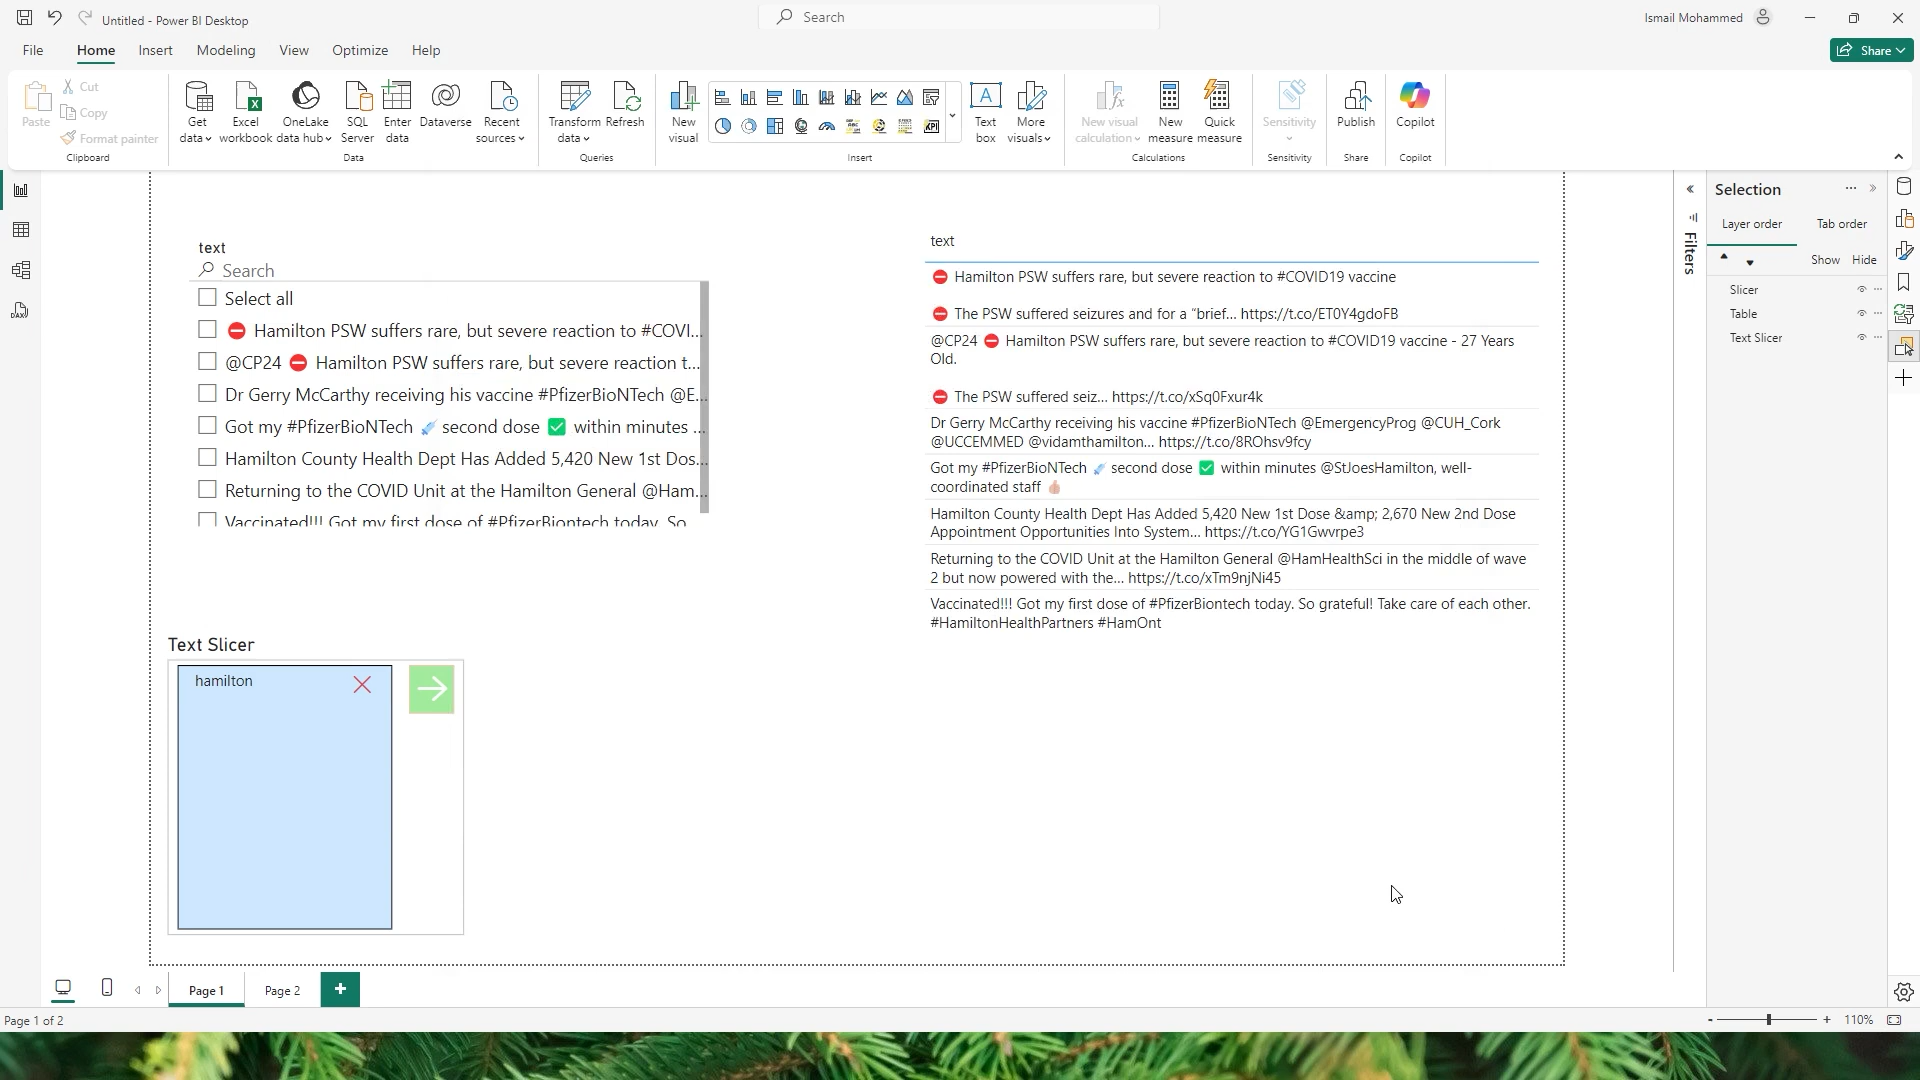 Untitled - Power BI Desktop
Search
Ismail Mohammed
File Home Insert Modeling View Optimize Help
Share
Paste
Cut
Copy
Format painter
Clipboard
Get data
Excel workbook
OneLake data hub
SQL Server
Enter data
Dataverse
Recent sources
Data
Transform data
Refresh
Queries
New visual
Text box
More visuals
Insert
New visual calculation
New measure
Quick measure
Calculations
Sensitivity
Sensitivity
Publish
Share
Copilot
Copilot
text
Search
Select all
⛔ Hamilton PSW suffers rare, but severe reaction to #COVI...
@CP24 ⛔ Hamilton PSW suffers rare, but severe reaction t...
Dr Gerry McCarthy receiving his vaccine #PfizerBioNTech @E...
Got my #PfizerBioNTech 💉 second dose ✅ within minutes ...
Hamilton County Health Dept Has Added 5,420 New 1st Dos...
Returning to the COVID Unit at the Hamilton General @Ham...
Vaccinated!!! Got my first dose of #PfizerBiontech today. So
text
⛔ Hamilton PSW suffers rare, but severe reaction to #COVID19 vaccine
⛔ The PSW suffered seizures and for a “brief... https://t.co/ET0Y4gdoFB
@CP24 ⛔ Hamilton PSW suffers rare, but severe reaction to #COVID19 vaccine - 27 Years
Old.
⛔ The PSW suffered seiz... https://t.co/xSq0Fxur4k
Dr Gerry McCarthy receiving his vaccine #PfizerBioNTech @EmergencyProg @CUH_Cork
@UCCEMMED @vidamthamilton... https://t.co/8ROhsv9fcy
Got my #PfizerBioNTech 💉 second dose ✅ within minutes @StJoesHamilton, well-
coordinated staff 👍🏼
Hamilton County Health Dept Has Added 5,420 New 1st Dose &amp; 2,670 New 2nd Dose
Appointment Opportunities Into System... https://t.co/YG1Gwvrpe3
Returning to the COVID Unit at the Hamilton General @HamHealthSci in the middle of wave
2 but now powered with the... https://t.co/xTm9njNi45
Vaccinated!!! Got my first dose of #PfizerBiontech today. So grateful! Take care of each other.
#HamiltonHealthPartners #HamOnt
Text Slicer
hamilton
Filters
Selection
Layer order Tab order
Show Hide
Slicer
Table
Text Slicer
Page 1 Page 2
Page 1 of 2
110%